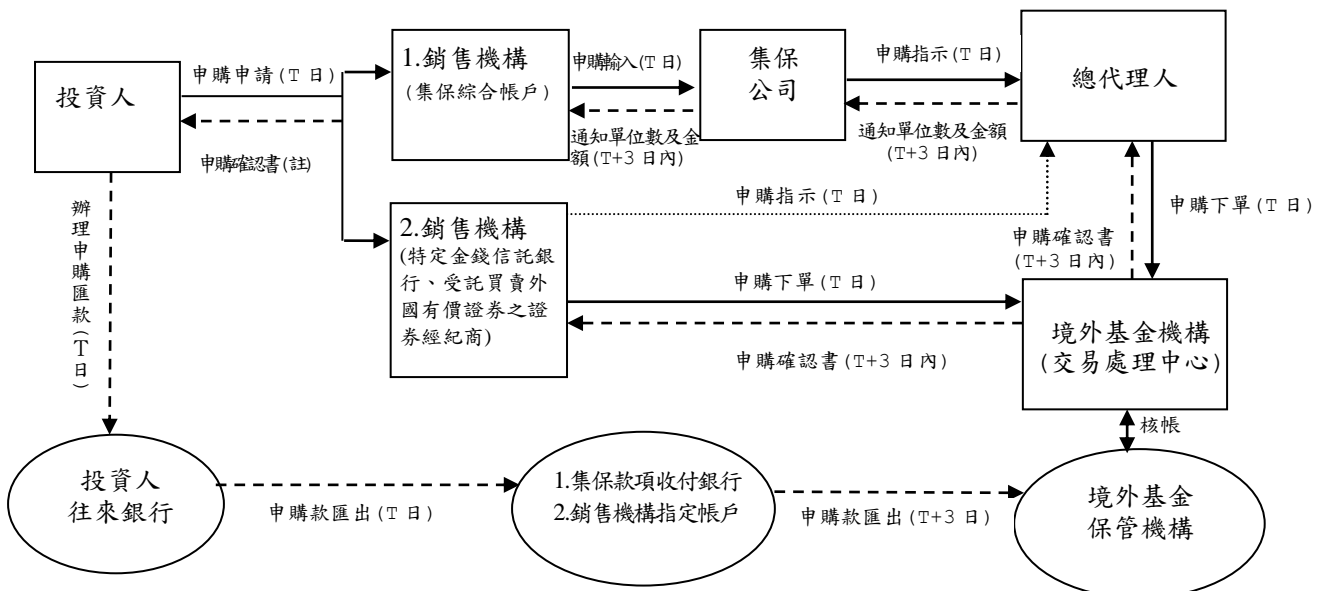 投資人
申購申請(T 日)
申購確認書(註)
1.銷售機構
(集保綜合帳戶)
申購輸入(T 日)
通知單位數及金
額(T+3 日內)
集保
公司
申購指示(T 日)
通知單位數及金額
(T+3 日內)
總代理人
辦理申購匯款(T日)
2.銷售機構
(特定金錢信託銀
行、受託買賣外
國有價證券之證
券經紀商)
申購指示(T 日)
申購下單(T 日)
申購確認書
(T+3 日內)
申購下單(T 日)
申購確認書(T+3 日內)
境外基金機構
(交易處理中心)
核帳
投資人
往來銀行
申購款匯出(T 日)
1.集保款項收付銀行
2.銷售機構指定帳戶
申購款匯出(T+3 日)
境外基金
保管機構